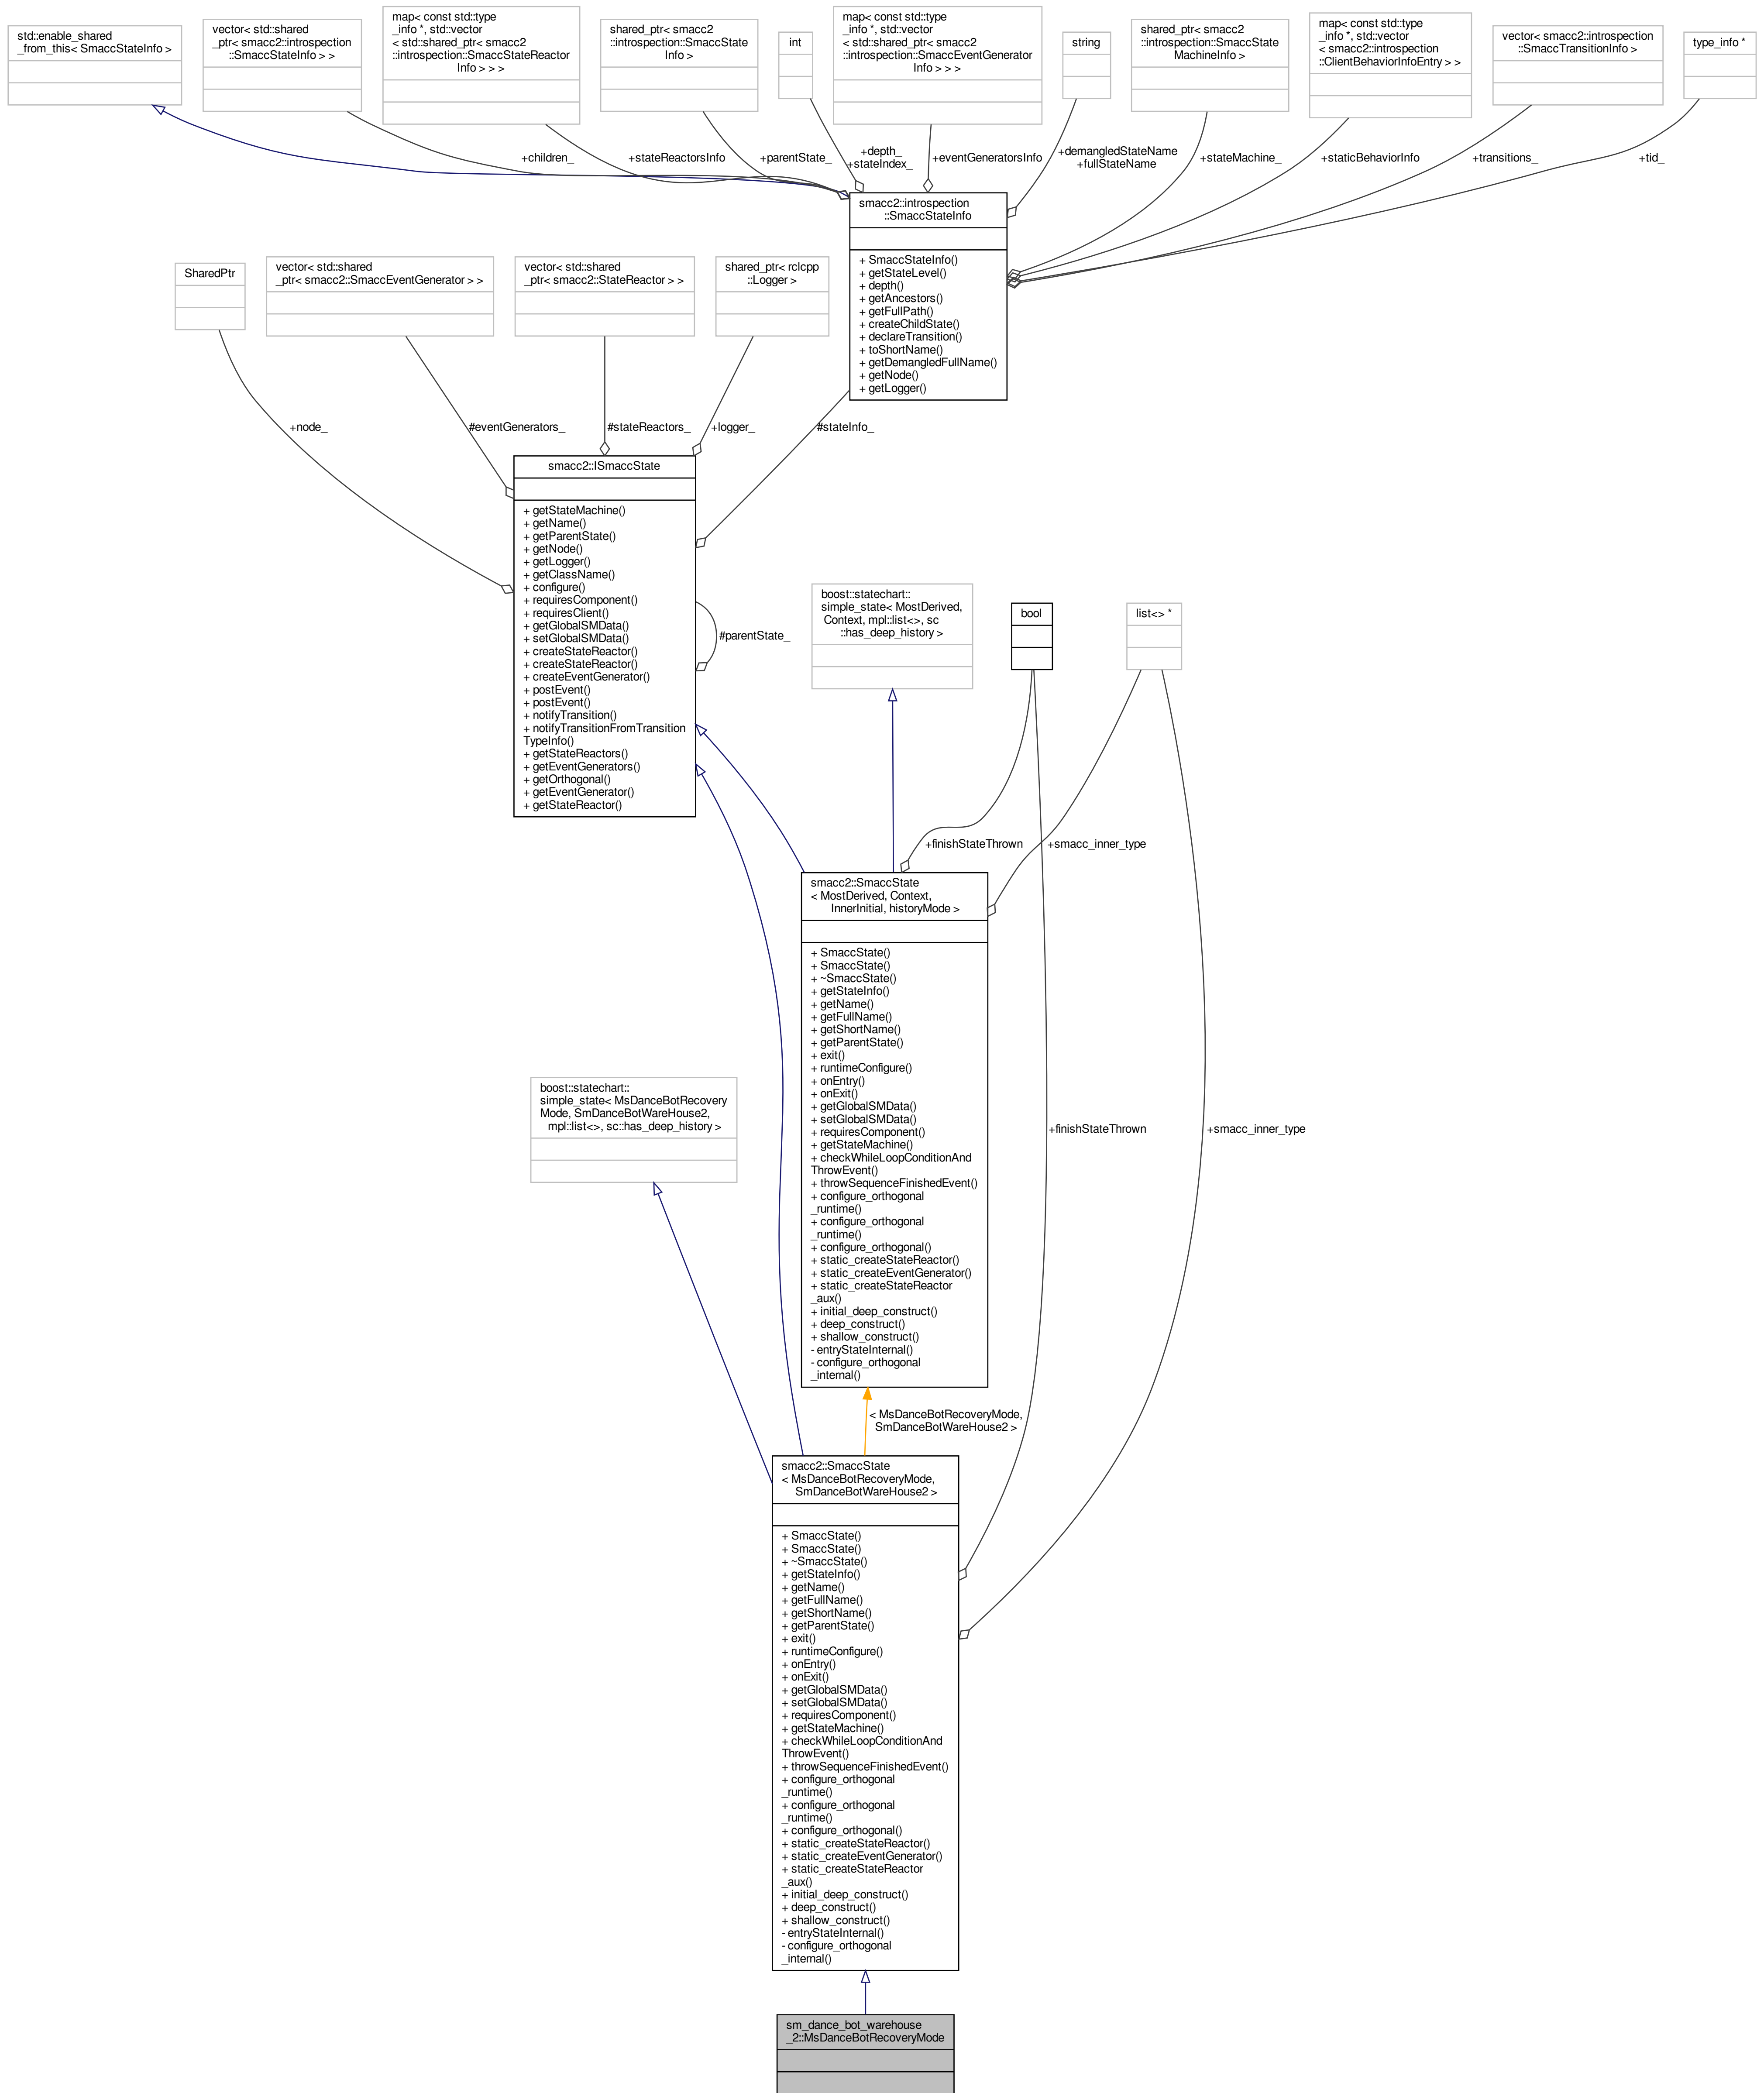 std::enable_shared
_from_this< SmaccStateInfo >
vector< std::shared
_ptr< smacc2::introspection
::SmaccStateInfo > >
map< const std::type
_info *, std::vector
< std::shared_ptr< smacc2
::introspection::SmaccStateReactor
Info > > >
shared_ptr< smacc2
::introspection::SmaccState
Info >
int
map< const std::type
_info *, std::vector
< std::shared_ptr< smacc2
::introspection::SmaccEventGenerator
Info > > >
string
shared_ptr< smacc2
::introspection::SmaccState
MachineInfo >
map< const std::type
_info *, std::vector
< smacc2::introspection
::ClientBehaviorInfoEntry > >
vector< smacc2::introspection
::SmaccTransitionInfo >
type_info *
+children_
+stateReactorsInfo
+parentState_
+depth_
+stateIndex_
+eventGeneratorsInfo
+demangledStateName
+fullStateName
+stateMachine_
+staticBehaviorInfo
+transitions_
+tid_
smacc2::introspection
::SmaccStateInfo
+ SmaccStateInfo()
+ getStateLevel()
+ depth()
+ getAncestors()
+ getFullPath()
+ createChildState()
+ declareTransition()
+ toShortName()
+ getDemangledFullName()
+ getNode()
+ getLogger()
SharedPtr
vector< std::shared
_ptr< smacc2::SmaccEventGenerator > >
vector< std::shared
_ptr< smacc2::StateReactor > >
shared_ptr< rclcpp
::Logger >
+node_
#eventGenerators_
#stateReactors_
+logger_
#stateInfo_
smacc2::ISmaccState
+ getStateMachine()
+ getName()
+ getParentState()
+ getNode()
+ getLogger()
+ getClassName()
+ configure()
+ requiresComponent()
+ requiresClient()
+ getGlobalSMData()
+ setGlobalSMData()
+ createStateReactor()
+ createStateReactor()
+ createEventGenerator()
+ postEvent()
+ postEvent()
+ notifyTransition()
+ notifyTransitionFromTransition
TypeInfo()
+ getStateReactors()
+ getEventGenerators()
+ getOrthogonal()
+ getEventGenerator()
+ getStateReactor()
#parentState_
boost::statechart::
simple_state< MostDerived,
Context, mpl::list<>, sc
::has_deep_history >
bool
list<> *
+finishStateThrown
+smacc_inner_type
smacc2::SmaccState
< MostDerived, Context,
InnerInitial, historyMode >
+ SmaccState()
+ SmaccState()
+ ~SmaccState()
+ getStateInfo()
+ getName()
+ getFullName()
+ getShortName()
+ getParentState()
+ exit()
+ runtimeConfigure()
+ onEntry()
+ onExit()
+ getGlobalSMData()
+ setGlobalSMData()
+ requiresComponent()
+ getStateMachine()
+ checkWhileLoopConditionAnd
ThrowEvent()
+ throwSequenceFinishedEvent()
+ configure_orthogonal
_runtime()
+ configure_orthogonal
_runtime()
+ configure_orthogonal()
+ static_createStateReactor()
+ static_createEventGenerator()
+ static_createStateReactor
_aux()
+ initial_deep_construct()
+ deep_construct()
+ shallow_construct()
- entryStateInternal()
- configure_orthogonal
_internal()
boost::statechart::
simple_state< MsDanceBotRecovery
Mode, SmDanceBotWareHouse2,
mpl::list<>, sc::has_deep_history >
+finishStateThrown
+smacc_inner_type
< MsDanceBotRecoveryMode,
SmDanceBotWareHouse2 >
smacc2::SmaccState
< MsDanceBotRecoveryMode,
SmDanceBotWareHouse2 >
+ SmaccState()
+ SmaccState()
+ ~SmaccState()
+ getStateInfo()
+ getName()
+ getFullName()
+ getShortName()
+ getParentState()
+ exit()
+ runtimeConfigure()
+ onEntry()
+ onExit()
+ getGlobalSMData()
+ setGlobalSMData()
+ requiresComponent()
+ getStateMachine()
+ checkWhileLoopConditionAnd
ThrowEvent()
+ throwSequenceFinishedEvent()
+ configure_orthogonal
_runtime()
+ configure_orthogonal
_runtime()
+ configure_orthogonal()
+ static_createStateReactor()
+ static_createEventGenerator()
+ static_createStateReactor
_aux()
+ initial_deep_construct()
+ deep_construct()
+ shallow_construct()
- entryStateInternal()
- configure_orthogonal
_internal()
sm_dance_bot_warehouse
_2::MsDanceBotRecoveryMode